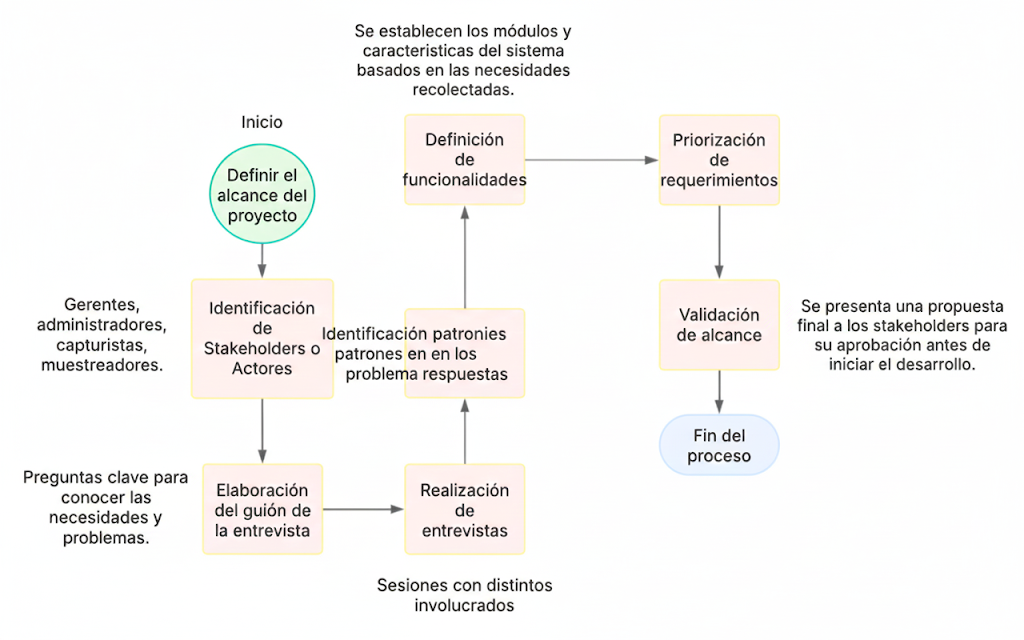 Inicio
Definir el
alcance del
proyecto
Gerentes,
administradores,
capturistas,
muestreadores.
Identificación
de
Stakeholders o
Actores
Preguntas clave para
conocer las
necesidades y
problemas.
Elaboración
del guión de
la entrevista
Realización
de
entrevistas
Sesiones con distintos
involucrados
Identificación patronies
patrones en en los
problema respuestas
Se establecen los módulos y
caracteristicas del sistema
basados en las necesidades
recolectadas.
Definición
de
funcionalidades
Priorización
de
requerimientos
Validación
de alcance
Se presenta una propuesta
final a los stakeholders para
su aprobación antes de
iniciar el desarrollo.
Fin del
proceso